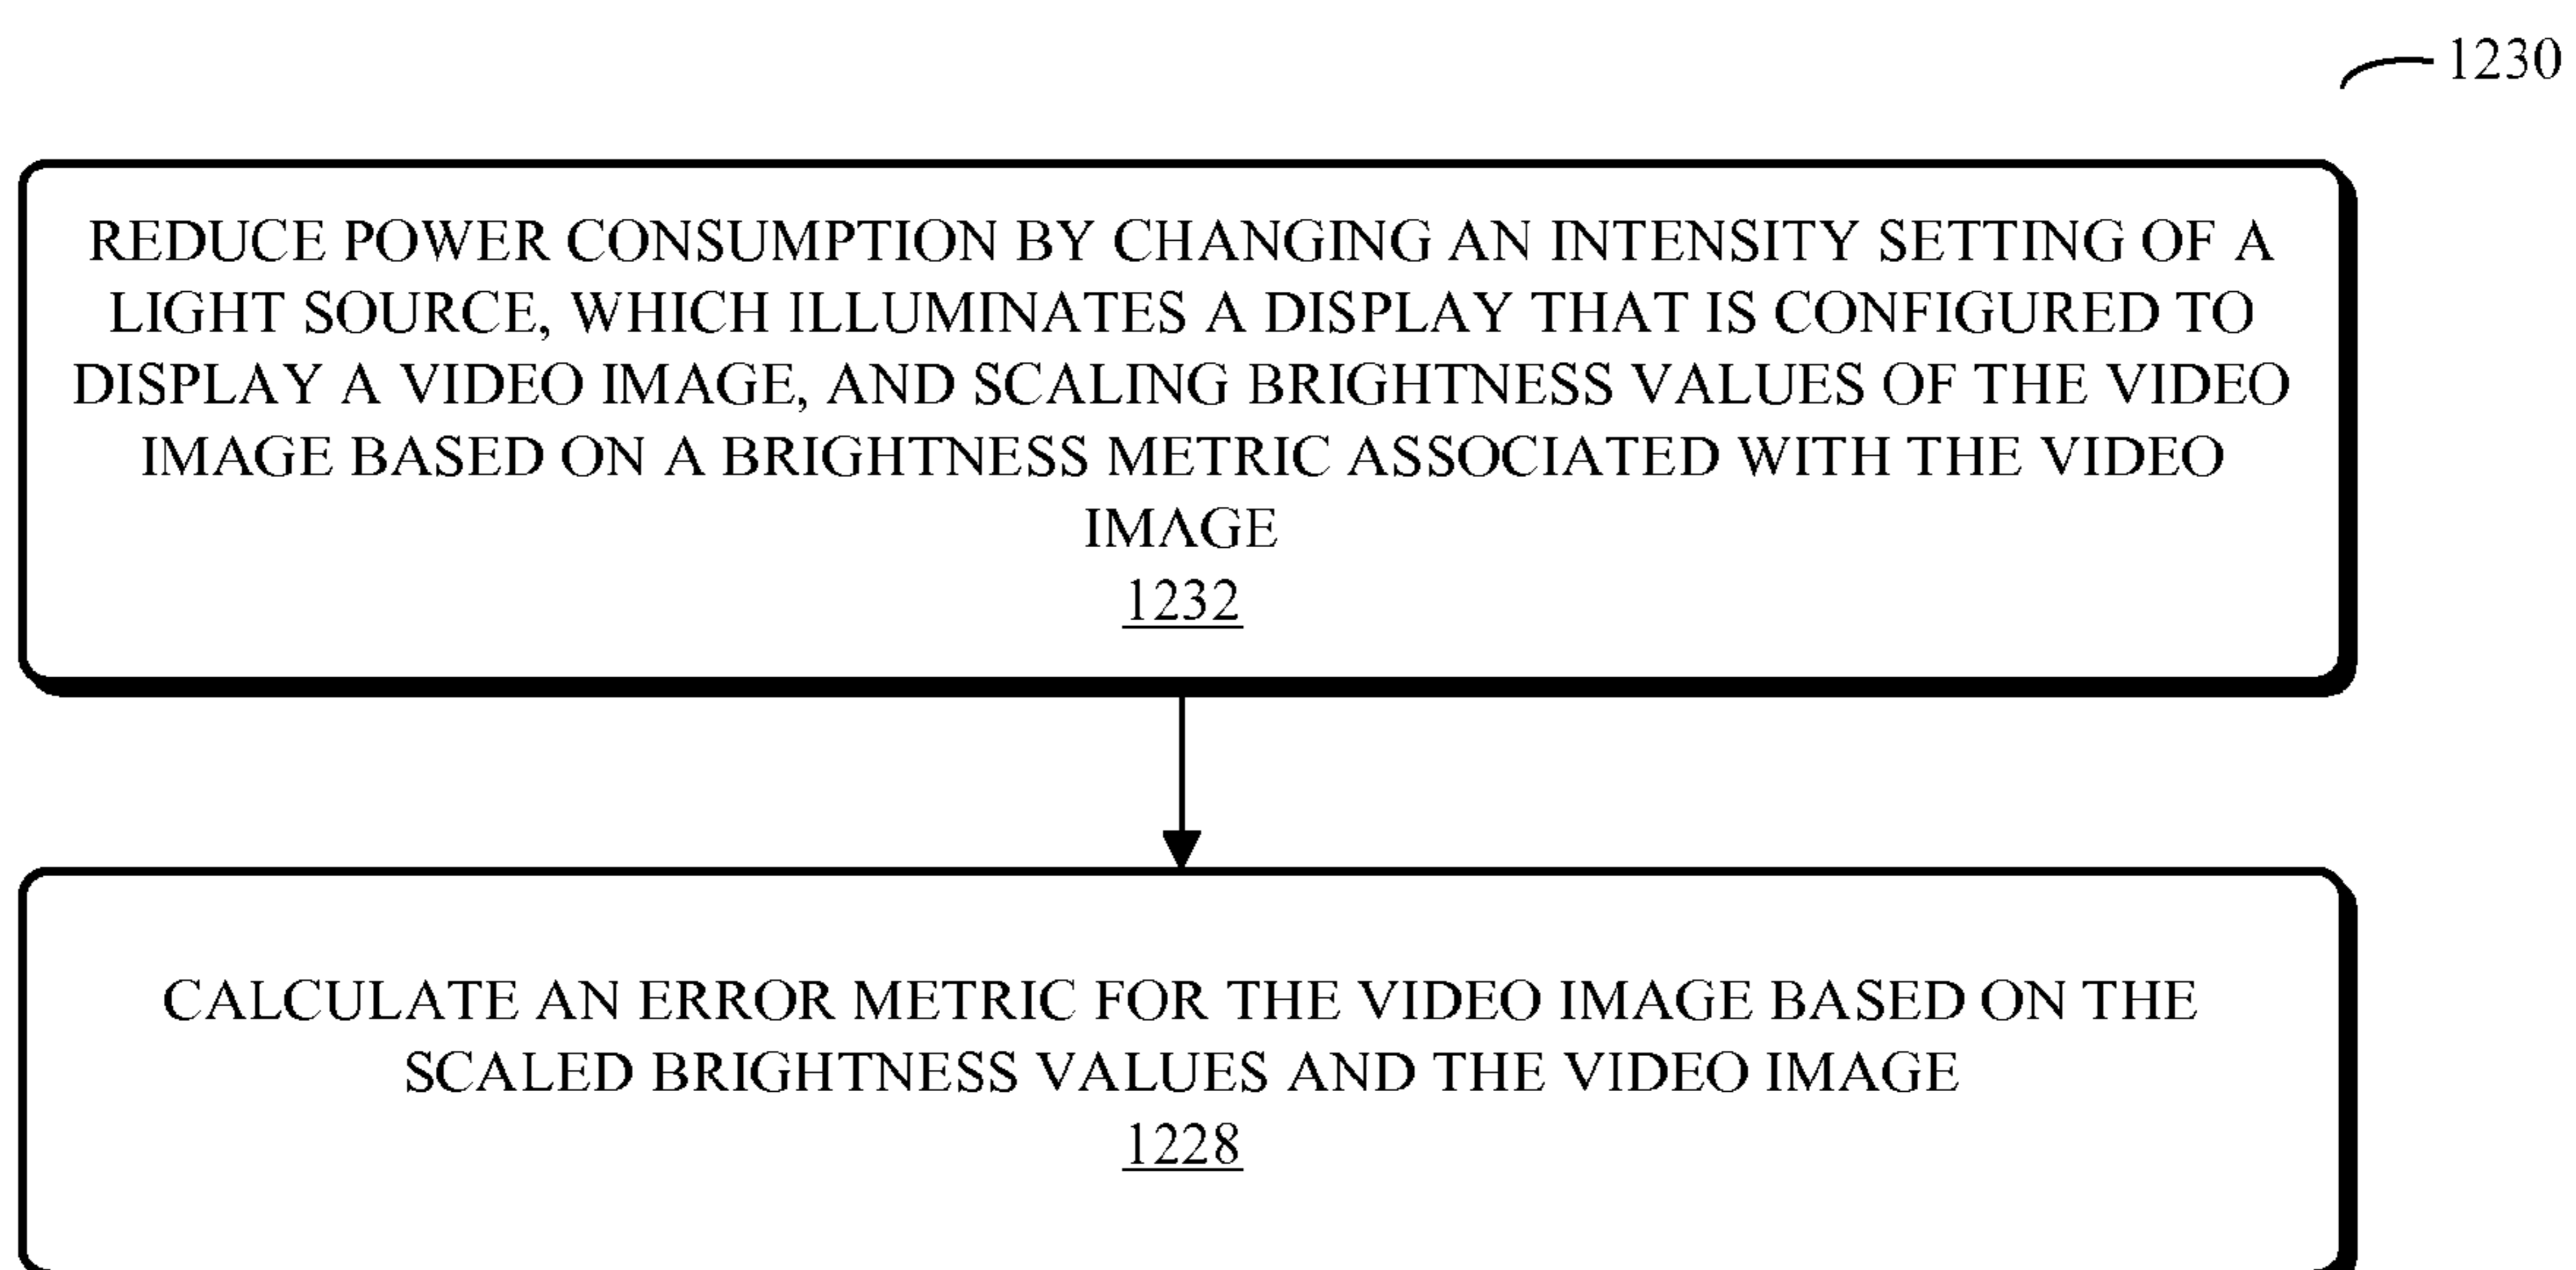 1230
REDUCE POWER CONSUMPTION BY CHANGING AN INTENSITY SETTING OF A
LIGHT SOURCE, WHICH ILLUMINATES A DISPLAY THAT IS CONFIGURED TO
DISPLAY A VIDEO IMAGE, AND SCALING BRIGHTNESS VALUES OF THE VIDEO
IMAGE BASED ON A BRIGHTNESS METRIC ASSOCIATED WITH THE VIDEO
IMAGE
1232
CALCULATE AN ERROR METRIC FOR THE VIDEO IMAGE BASED ON THE
SCALED BRIGHTNESS VALUES AND THE VIDEO IMAGE
1228